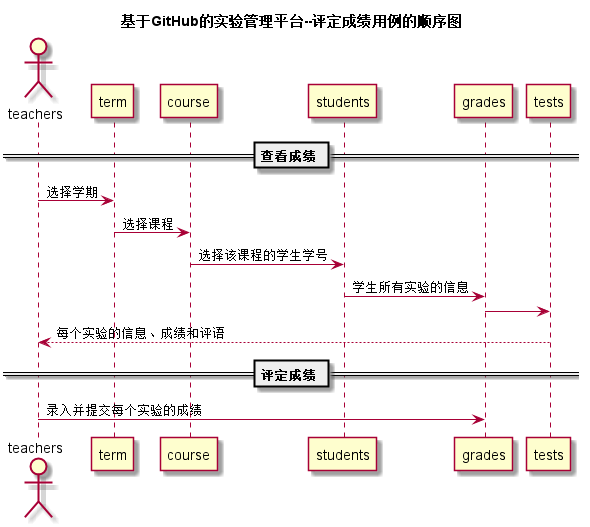 基于GitHub的实验管理平台--评定成绩用例的顺序图
teachers
term
course
students
grades
tests
查看成绩
选择学期
选择课程
选择该课程的学生学号
学生所有实验的信息
每个实验的信息、成绩和评语
评定成绩
录入并提交每个实验的成绩
teachers
term
course
students
grades
tests